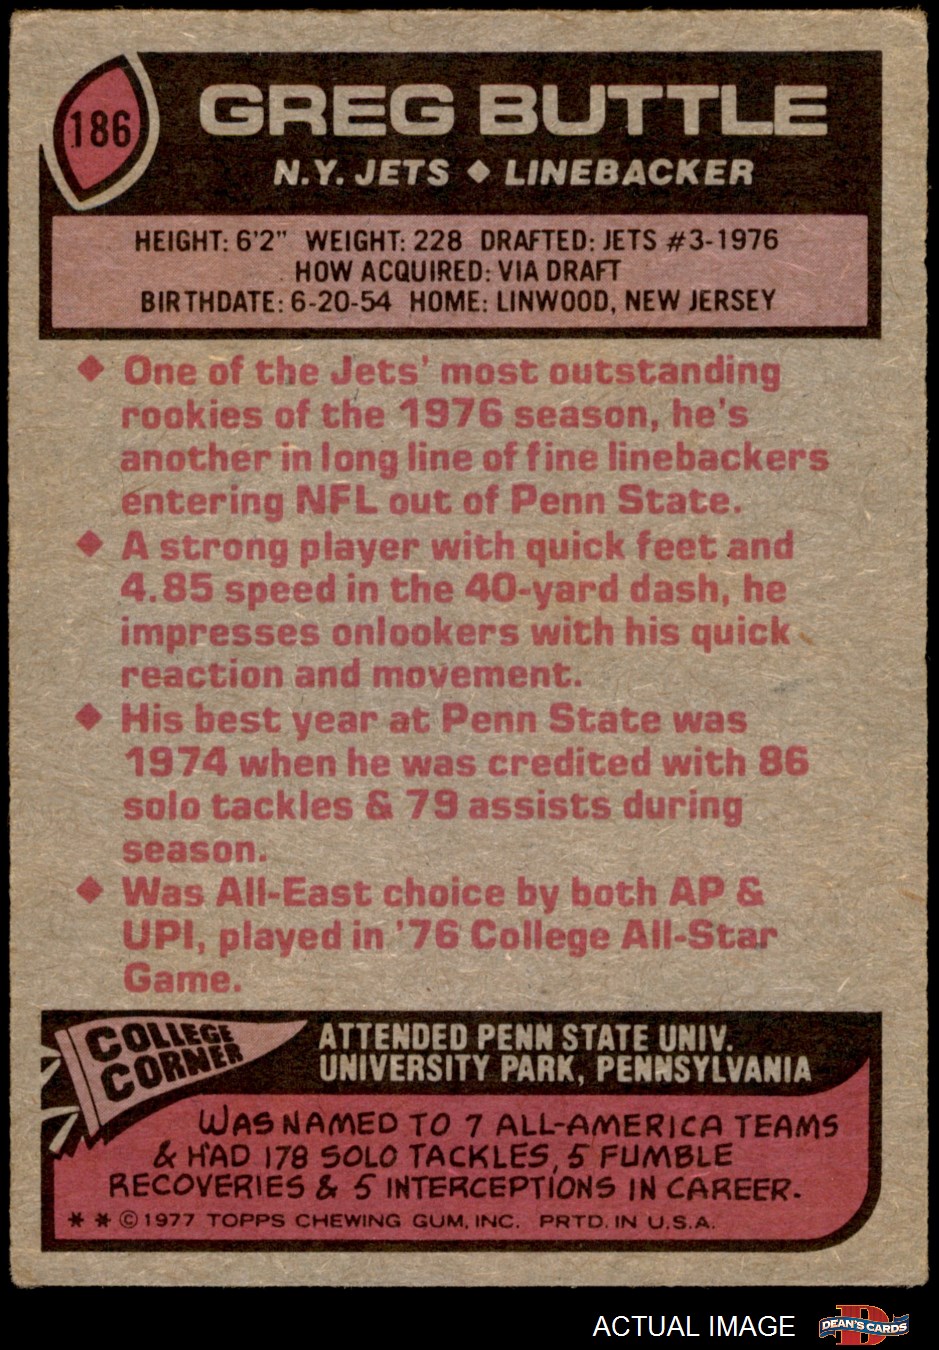 186
GREG BUTTLE
N.Y. JETS ◆ LINEBACKER
HEIGHT: 6'2" WEIGHT: 228 DRAFTED: JETS #3-1976
HOW ACQUIRED: VIA DRAFT
BIRTHDATE: 6-20-54 HOME: LINWOOD, NEW JERSEY
◆ One of the Jets' most outstanding
rookies of the 1976 season, he's
another in long line of fine linebackers
entering NFL out of Penn State.
◆ A strong player with quick feet and
4.85 speed in the 40-yard dash, he
impresses onlookers with his quick
reaction and movement.
◆ His best year at Penn State was
1974 when he was credited with 86
solo tackles & 79 assists during
season.
◆ Was All-East choice by both AP &
UPI, played in '76 College All-Star
Game.
COLLEGE
CORNER
ATTENDED PENN STATE UNIV.
UNIVERSITY PARK, PENNSYLVANIA
WAS NAMED TO 7 ALL-AMERICA TEAMS
& HAD 178 SOLO TACKLES, 5 FUMBLE
RECOVERIES & 5 INTERCEPTIONS IN CAREER.
* * © 1977 TOPPS CHEWING GUM, INC. PRTD. IN U.S.A.
ACTUAL IMAGE
DEAN'S CARDS